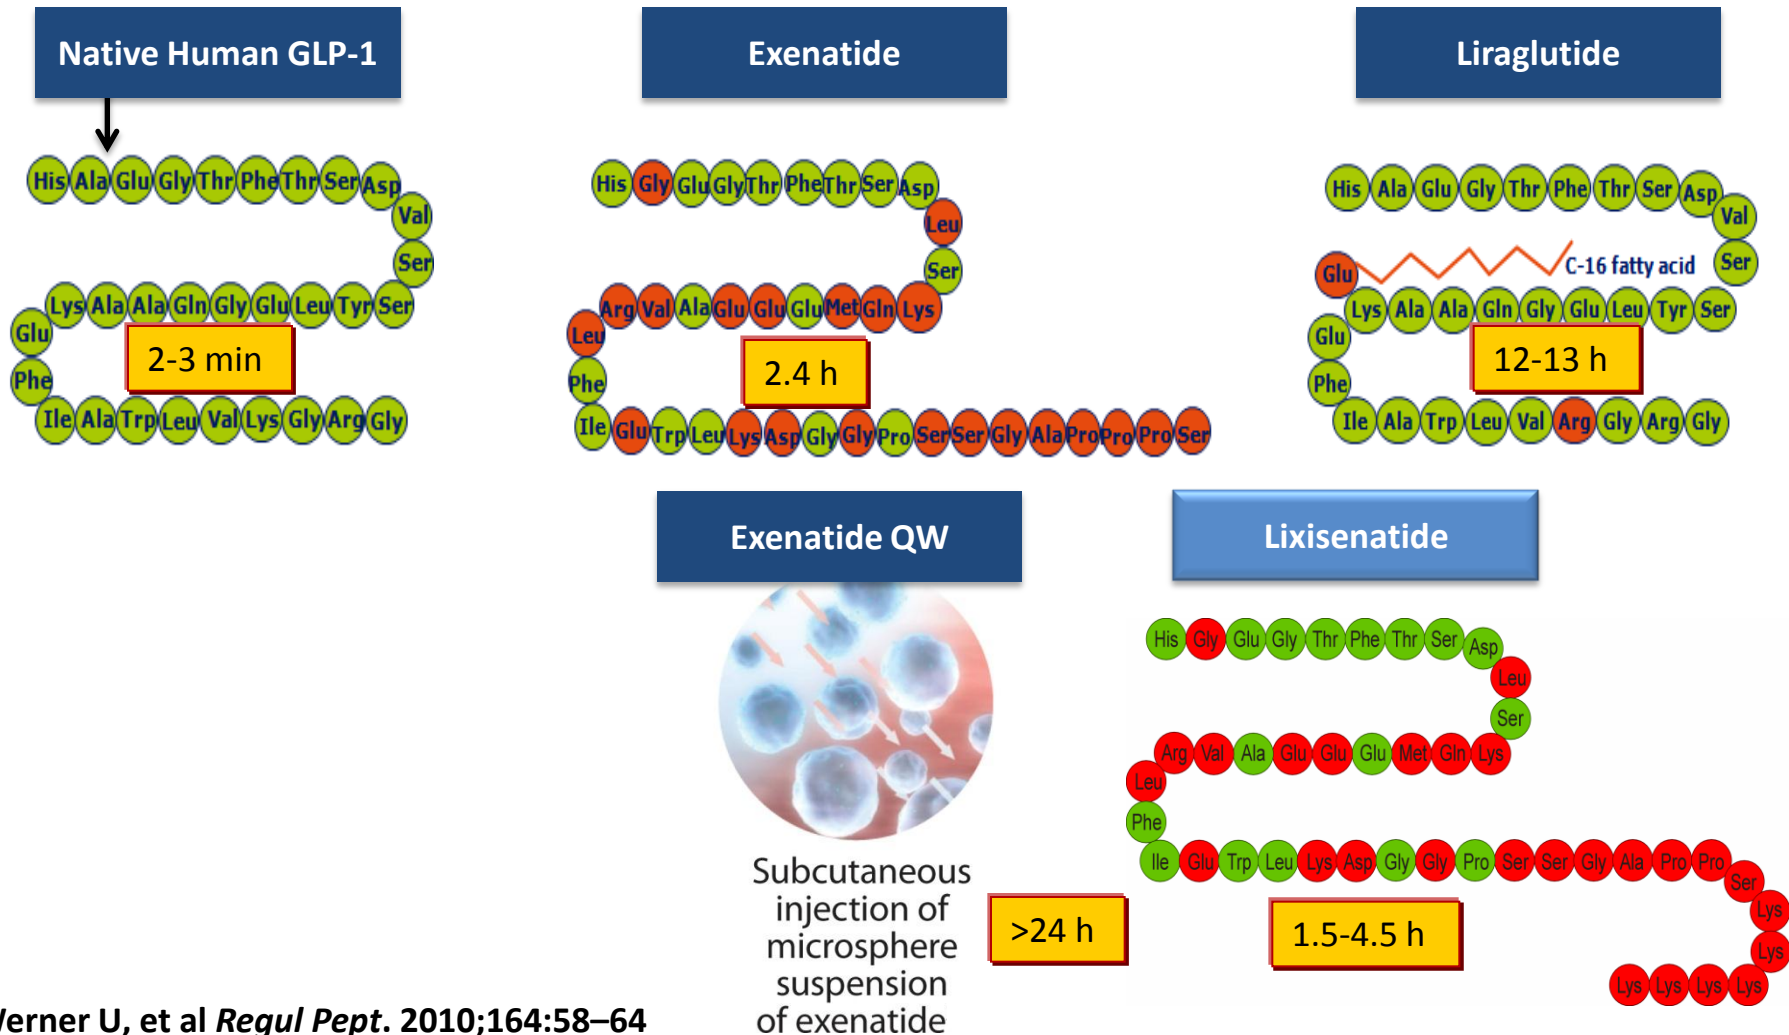 Native Human GLP-1
His Ala Glu Gly Thr Phe Thr Ser Asp
Val
Ser
Lys Ala Ala Gln Gly Glu Leu Tyr Ser
Glu
2-3 min
Phe
Ile Ala Trp Leu Val Lys Gly Arg Gly
Exenatide
His Gly Glu Gly Thr Phe Thr Ser Asp
Leu
Ser
Arg Val Ala Glu Glu Glu Met Gln Lys
Leu
2.4 h
Phe
Ile Glu Trp Leu Lys Asp Gly Gly Pro Ser Ser Gly Ala Pro Pro Pro Ser
Liraglutide
His Ala Glu Gly Thr Phe Thr Ser Asp
Val
Ser
C-16 fatty acid
Glu
Lys Ala Ala Gln Gly Glu Leu Tyr Ser
Glu
12-13 h
Phe
Ile Ala Trp Leu Val Arg Gly Arg Gly
Exenatide QW
Subcutaneous
injection of
microsphere
suspension
of exenatide
>24 h
Lixisenatide
His Gly Glu Gly Thr Phe Thr Ser Asp
Leu
Ser
Arg Val Ala Glu Glu Glu Met Gln Lys
Leu
Phe
Ile Glu Trp Leu Lys Asp Gly Gly Pro Ser Ser Gly Ala Pro Pro
Ser
Lys
Lys
Lys Lys Lys Lys
1.5-4.5 h
Werner U, et al Regul Pept. 2010;164:58–64